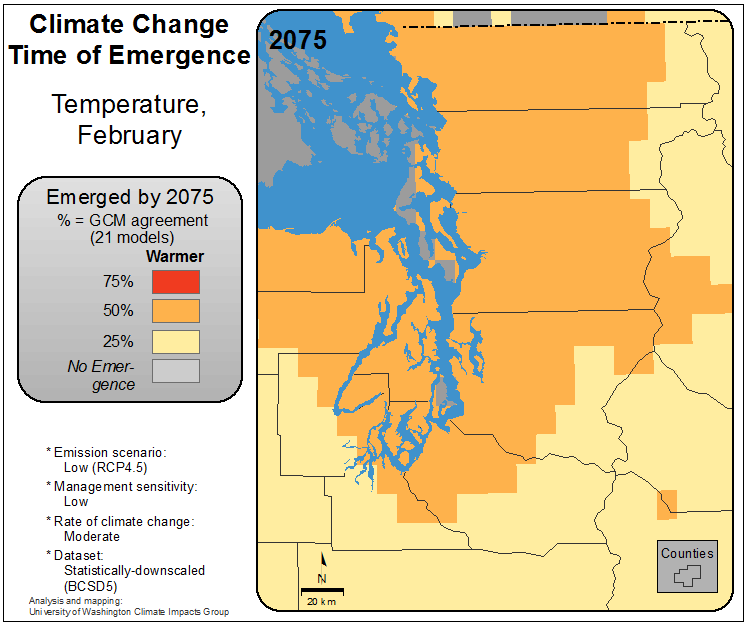 Climate Change
Time of Emergence
Temperature,
February
Emerged by 2075
% = GCM agreement
(21 models)
Warmer
75%
50%
25%
No Emer-
gence
* Emission scenario:
Low (RCP4.5)
* Management sensitivity:
Low
* Rate of climate change:
Moderate
* Dataset:
Statistically-downscaled
(BCSD5)
Analysis and mapping:
University of Washington Climate Impacts Group
2075
N
20 km
Counties